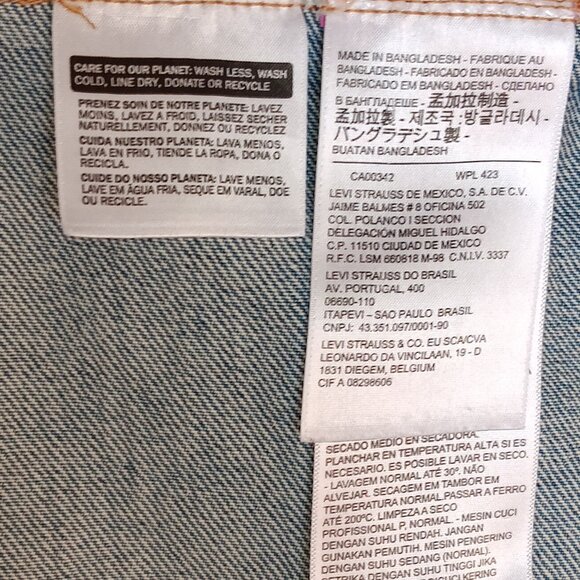 CARE FOR OUR PLANET: WASH LESS, WASH
COLD, LINE DRY, DONATE OR RECYCLE
PRENEZ SOIN DE NOTRE PLANETE: LAVEZ
MOINS, LAVEZ A FROID, LAISSEZ SECHER
NATURELLEMENT, DONNEZ OU RECYCLEZ
CUIDA NUESTRO PLANETA: LAVA MENOS,
LAVA EN FRIO, TIENDE LA ROPA, DONA O
RECICLA.
CUIDE DO NOSSO PLANETA: LAVE MENOS,
LAVE EM ÁGUA FRIA, SEQUE EM VARAL, DOE
OU RECICLE.
MADE IN BANGLADESH - FABRIQUE AU
BANGLADESH - FABRICADO EN BANGLADESH -
FABRICADO EM BANGLADESH - СДЕЛАНО
В БАНГЛАДЕШЕ - 孟加拉制造 -
孟加拉製 - 제조국 :방글라데시 -
バングラデシュ製 -
BUATAN BANGLADESH
CA00342 WPL 423
LEVI STRAUSS DE MEXICO, S.A. DE C.V.
JAIME BALMES # 8 OFICINA 502
COL. POLANCO I SECCION
DELEGACIÓN MIGUEL HIDALGO
C.P. 11510 CIUDAD DE MEXICO
R.F.C. LSM 660818 M-98 C.N.I.V. 3337
LEVI STRAUSS DO BRASIL
AV. PORTUGAL, 400
06690-110
ITAPEVI – SAO PAULO BRASIL
CNPJ: 43.351.097/0001-90
LEVI STRAUSS & CO. EU SCA/CVA
LEONARDO DA VINCILAAN, 19 - D
1831 DIEGEM, BELGIUM
CIF A 08298606
SECADO MEDIO EN SECADORA.
PLANCHAR EN TEMPERATURA ALTA SI ES
NECESARIO. ES POSIBLE LAVAR EN SECO.
- LAVAGEM NORMAL ATÉ 30º. NÃO
ALVEJAR. SECAGEM EM TAMBOR EM
TEMPERATURA NORMAL.PASSAR A FERRO
ATÉ 200ºC. LIMPEZA A SECO
PROFISSIONAL P, NORMAL. - MESIN CUCI
DENGAN SUHU RENDAH. JANGAN
GUNAKAN PEMUTIH. MESIN PENGERING
DENGAN SUHU SEDANG (NORMAL).
SETRIKA DENGAN SUHU TINGGI JIKA
CUCI KERING